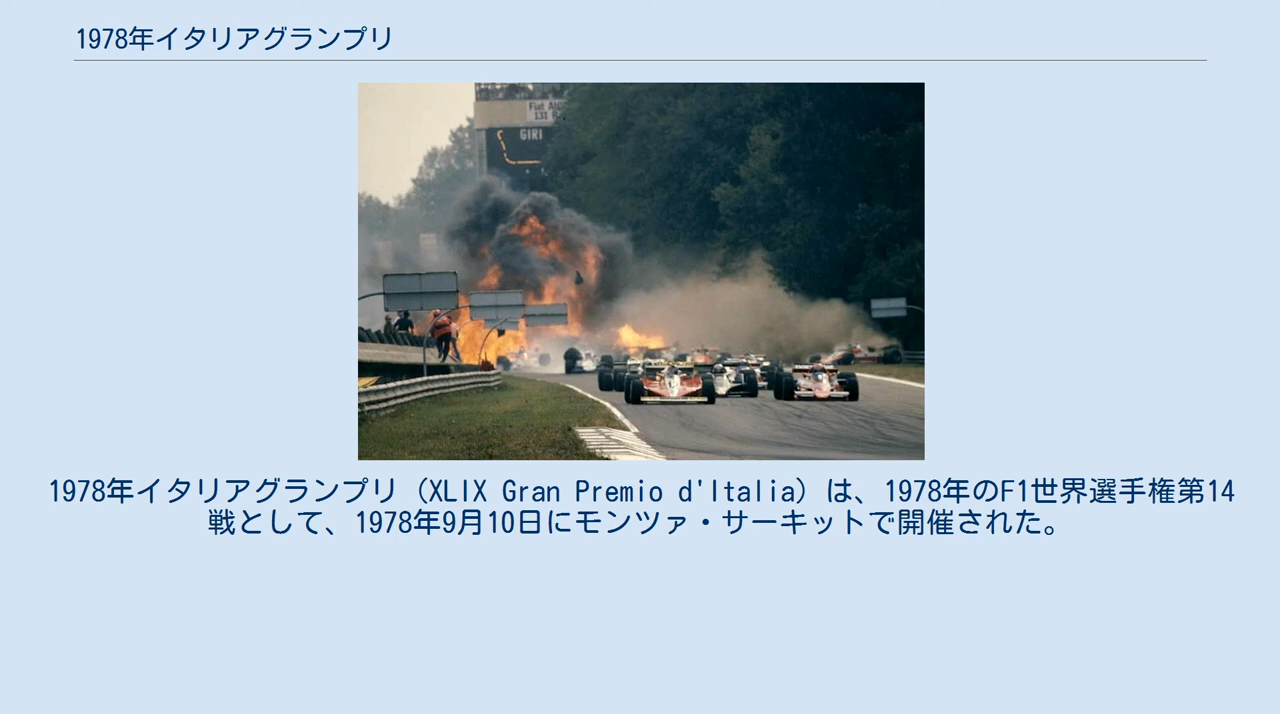 1978年イタリアグランプリ
Fiat
131
GIRI
1978年イタリアグランプリ（XLIX Gran Premio d'Italia）は、1978年のF1世界選手権第14
戦として、1978年9月10日にモンツァ・サーキットで開催された。